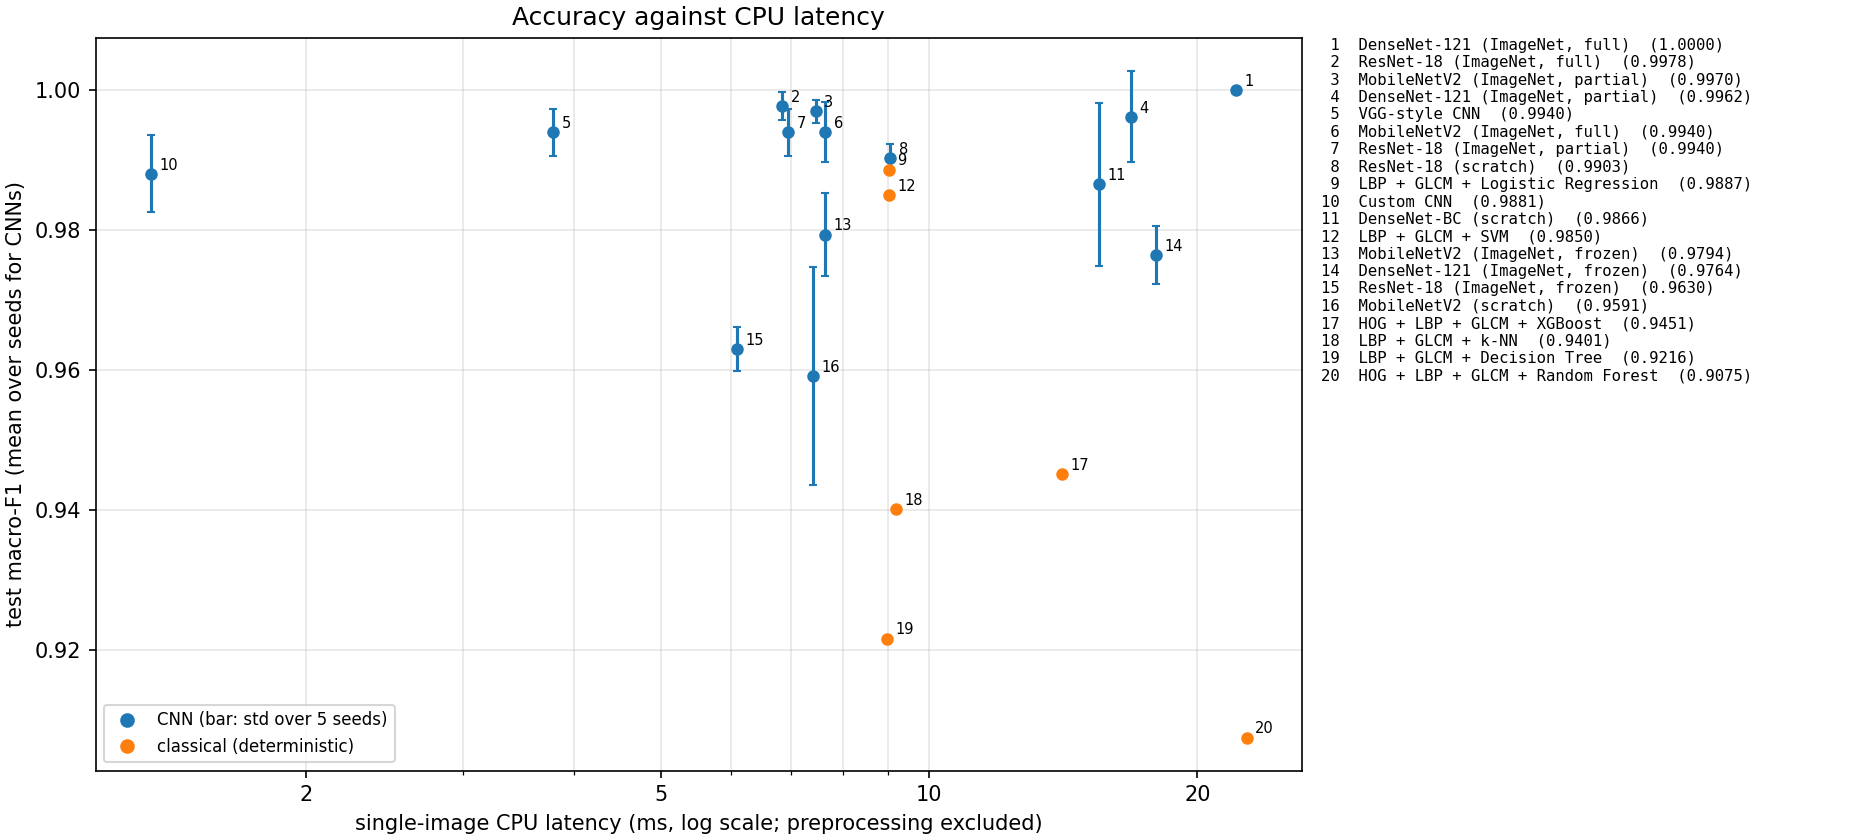 Accuracy against CPU latency
test macro-F1 (mean over seeds for CNNs)
1.00
0.98
0.96
0.94
0.92
1
2
3
4
5
6
7
8
9
10
11
12
13
14
15
16
17
18
19
20
CNN (bar: std over 5 seeds)
classical (deterministic)
2
5
10
20
single-image CPU latency (ms, log scale; preprocessing excluded)
1 DenseNet-121 (ImageNet, full) (1.0000)
2 ResNet-18 (ImageNet, full) (0.9978)
3 MobileNetV2 (ImageNet, partial) (0.9970)
4 DenseNet-121 (ImageNet, partial) (0.9962)
5 VGG-style CNN (0.9940)
6 MobileNetV2 (ImageNet, full) (0.9940)
7 ResNet-18 (ImageNet, partial) (0.9940)
8 ResNet-18 (scratch) (0.9903)
9 LBP + GLCM + Logistic Regression (0.9887)
10 Custom CNN (0.9881)
11 DenseNet-BC (scratch) (0.9866)
12 LBP + GLCM + SVM (0.9850)
13 MobileNetV2 (ImageNet, frozen) (0.9794)
14 DenseNet-121 (ImageNet, frozen) (0.9764)
15 ResNet-18 (ImageNet, frozen) (0.9630)
16 MobileNetV2 (scratch) (0.9591)
17 HOG + LBP + GLCM + XGBoost (0.9451)
18 LBP + GLCM + k-NN (0.9401)
19 LBP + GLCM + Decision Tree (0.9216)
20 HOG + LBP + GLCM + Random Forest (0.9075)